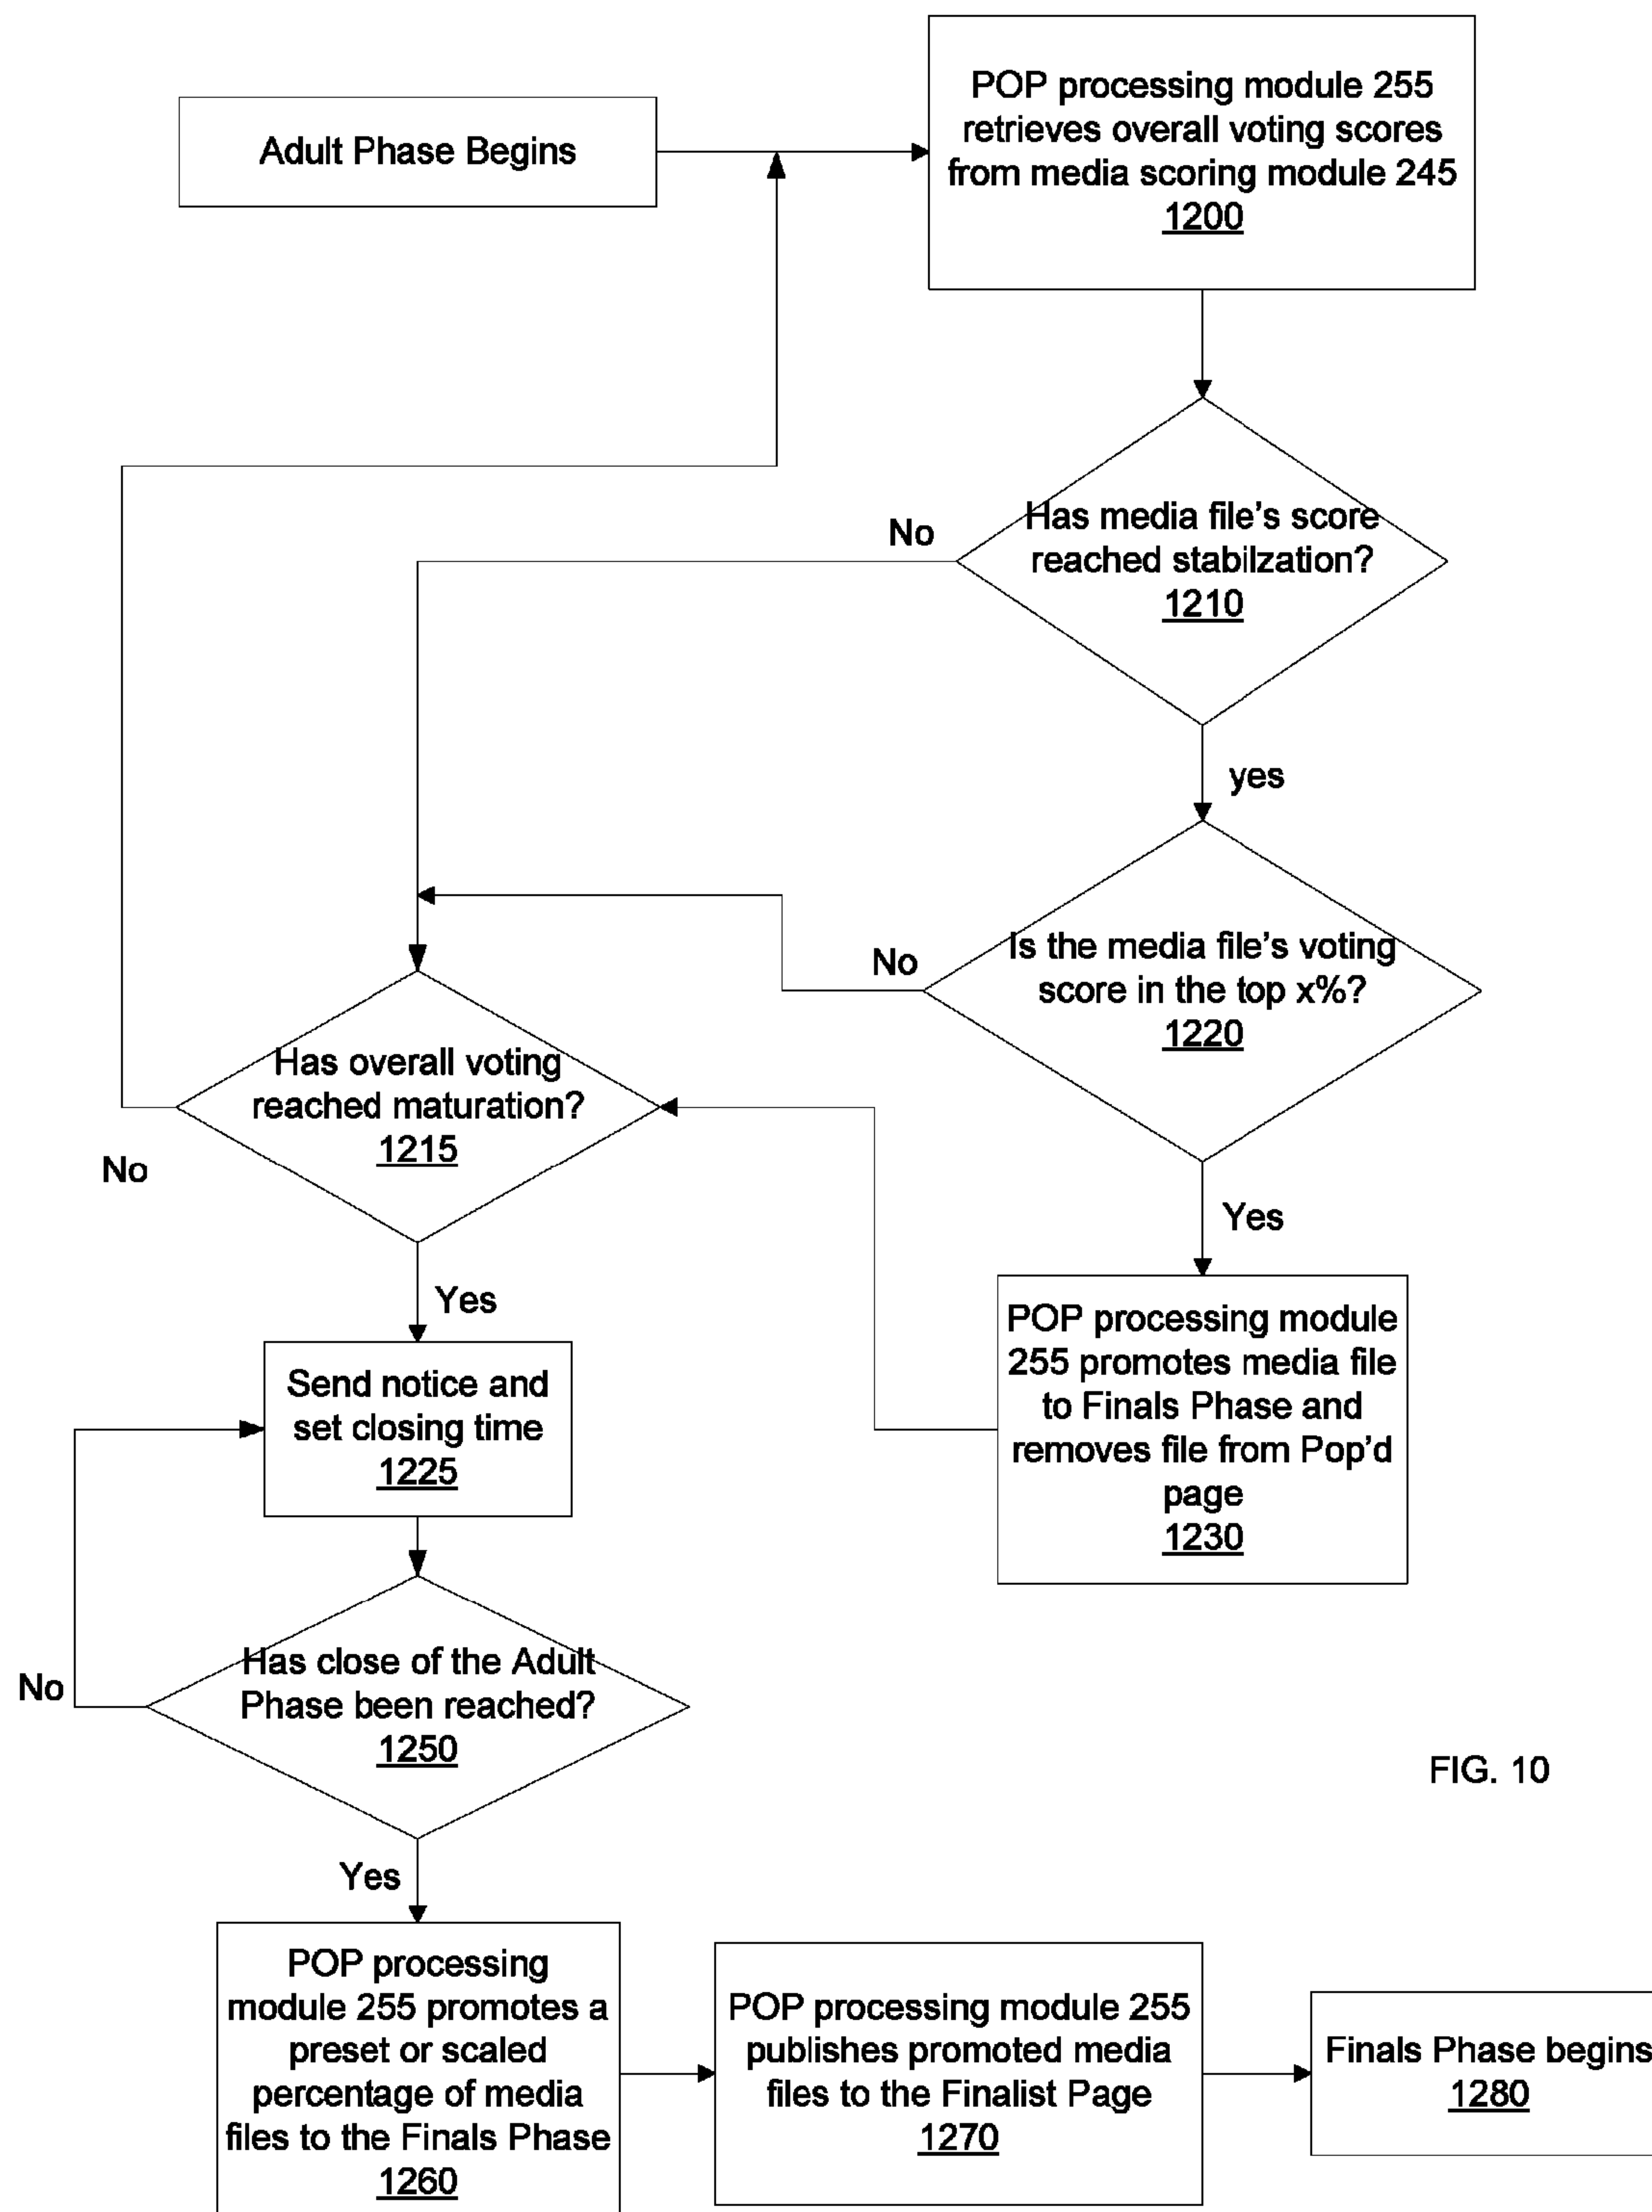 Adult Phase Begins
POP processing module 255
retrieves overall voting scores
from media scoring module 245
1200
Has media file's score
reached stabilzation?
1210
No
yes
Is the media file's voting
score in the top x%?
1220
No
Has overall voting
reached maturation?
1215
No
Yes
Yes
POP processing module
255 promotes media file
to Finals Phase and
removes file from Pop'd
page
1230
Send notice and
set closing time
1225
Has close of the Adult
Phase been reached?
1250
No
Yes
FIG. 10
POP processing
module 255 promotes a
preset or scaled
percentage of media
files to the Finals Phase
1260
POP processing module 255
publishes promoted media
files to the Finalist Page
1270
Finals Phase begins
1280